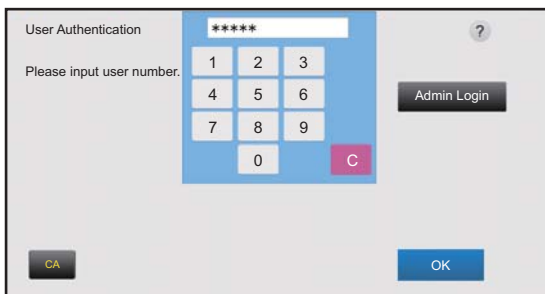 User Authentication
*****
?
Please input user number.
1 2 3
4 5 6
Admin Login
7 8 9
0 C
CA
OK